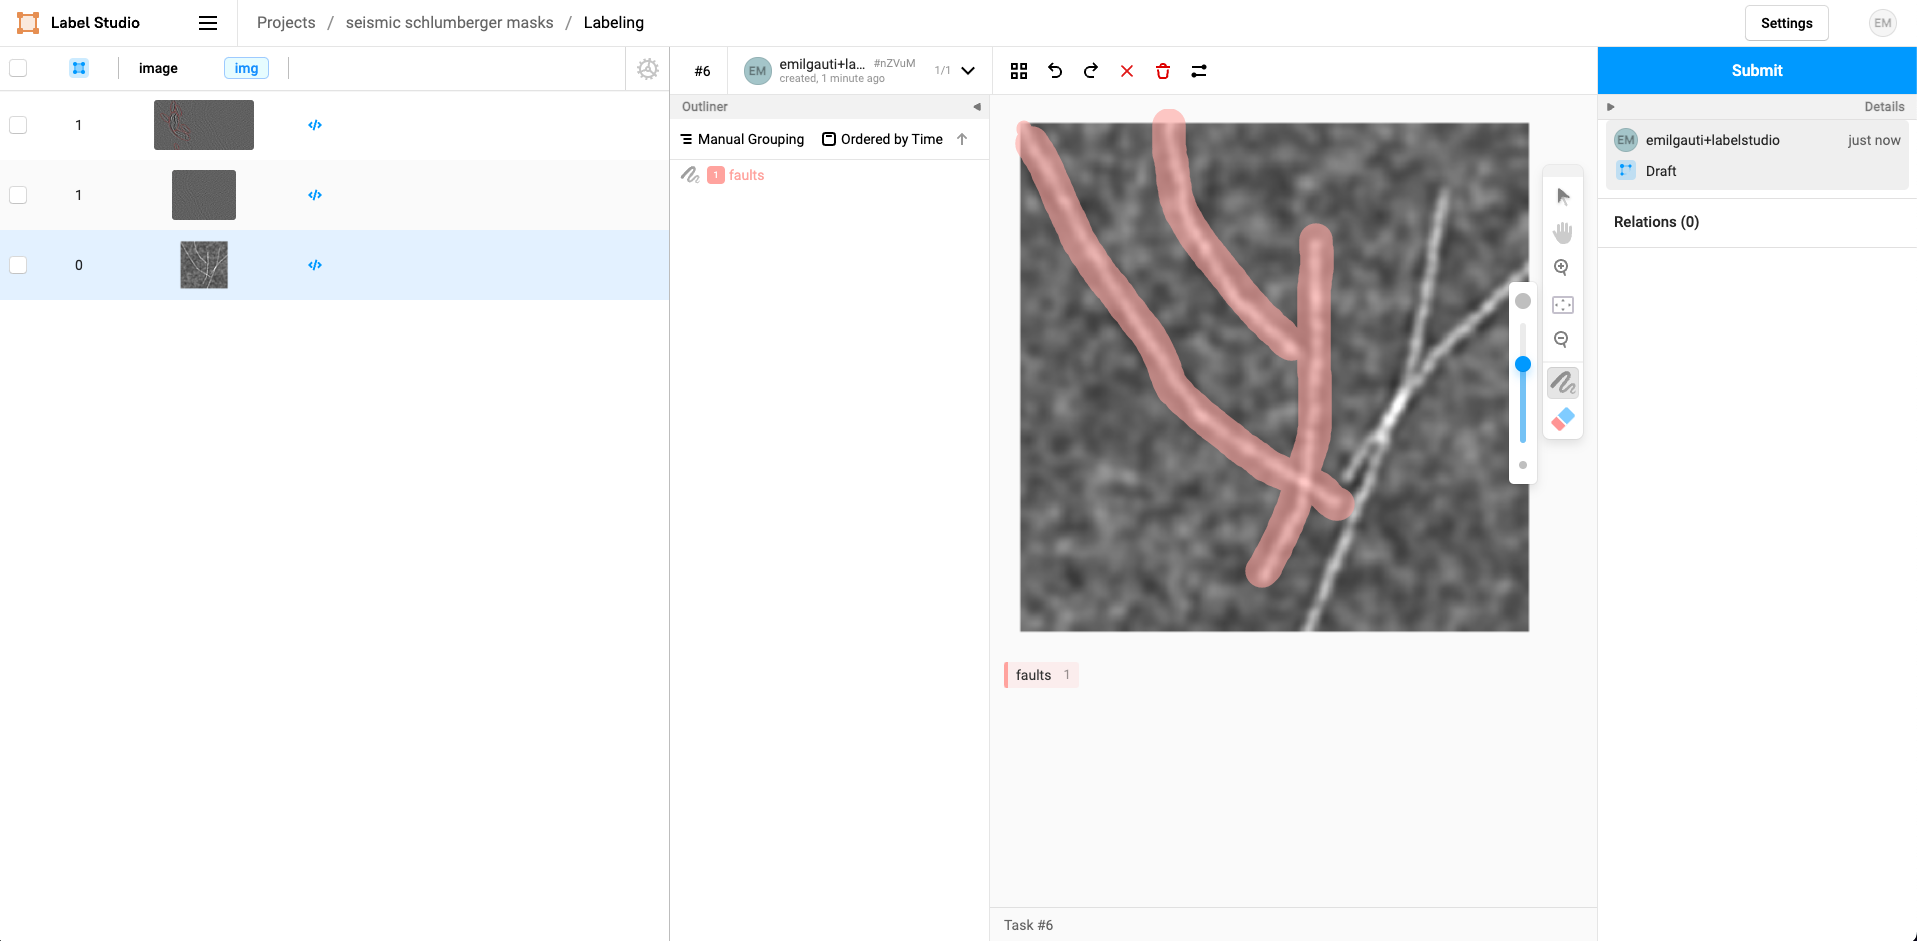 Label Studio
Projects / seismic schlumberger masks / Labeling
Settings
EM
image
img
1
1
0
#6
EM
emilgauti+la... #nZVuM
created, 1 minute ago
1/1
Outliner
Manual Grouping
Ordered by Time
1 faults
faults 1
Task #6
Submit
Details
EM
emilgauti+labelstudio
just now
Draft
Relations (0)